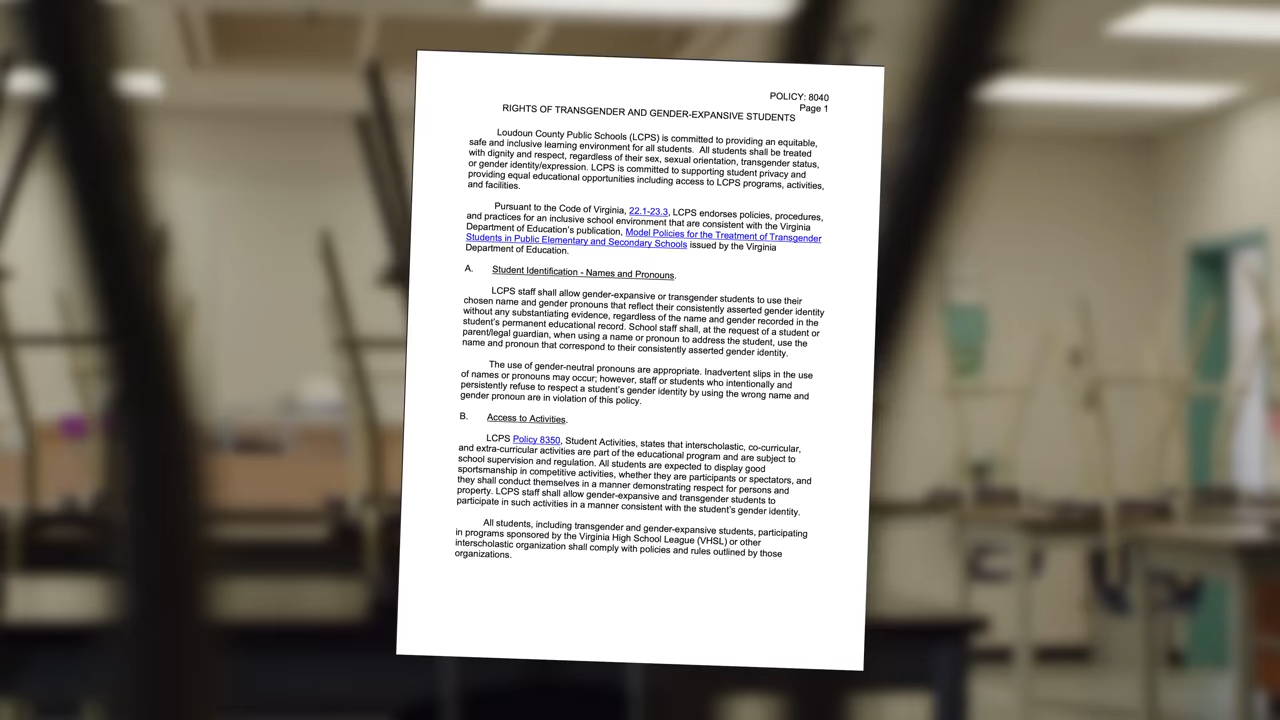 POLICY: 8040
Page 1
RIGHTS OF TRANSGENDER AND GENDER-EXPANSIVE STUDENTS
Loudoun County Public Schools (LCPS) is committed to providing an equitable,
safe and inclusive learning environment for all students. All students shall be treated
with dignity and respect, regardless of their sex, sexual orientation, transgender status,
or gender identity/expression. LCPS is committed to supporting student privacy and
providing equal educational opportunities including access to LCPS programs, activities,
and facilities.
Pursuant to the Code of Virginia, 22.1-23.3, LCPS endorses policies, procedures,
and practices for an inclusive school environment that are consistent with the Virginia
Department of Education's publication, Model Policies for the Treatment of Transgender
Students in Public Elementary and Secondary Schools issued by the Virginia
Department of Education.
A. Student Identification - Names and Pronouns.
LCPS staff shall allow gender-expansive or transgender students to use their
chosen name and gender pronouns that reflect their consistently asserted gender identity
without any substantiating evidence, regardless of the name and gender recorded in the
student's permanent educational record. School staff shall, at the request of a student or
parent/legal guardian, when using a name or pronoun to address the student, use the
name and pronoun that correspond to their consistently asserted gender identity.
The use of gender-neutral pronouns are appropriate. Inadvertent slips in the use
of names or pronouns may occur; however, staff or students who intentionally and
persistently refuse to respect a student's gender identity by using the wrong name and
gender pronoun are in violation of this policy.
B. Access to Activities.
LCPS Policy 8350, Student Activities, states that interscholastic, co-curricular,
and extra-curricular activities are part of the educational program and are subject to
school supervision and regulation. All students are expected to display good
sportsmanship in competitive activities, whether they are participants or spectators, and
they shall conduct themselves in a manner demonstrating respect for persons and
property. LCPS staff shall allow gender-expansive and transgender students to
participate in such activities in a manner consistent with the student's gender identity.
All students, including transgender and gender-expansive students, participating
in programs sponsored by the Virginia High School League (VHSL) or other
interscholastic organization shall comply with policies and rules outlined by those
organizations.